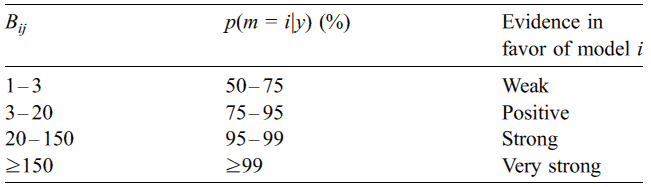 B_ij p(m = i|y) (%) Evidence in
favor of model i
1–3 50–75 Weak
3–20 75–95 Positive
20–150 95–99 Strong
≥150 ≥99 Very strong